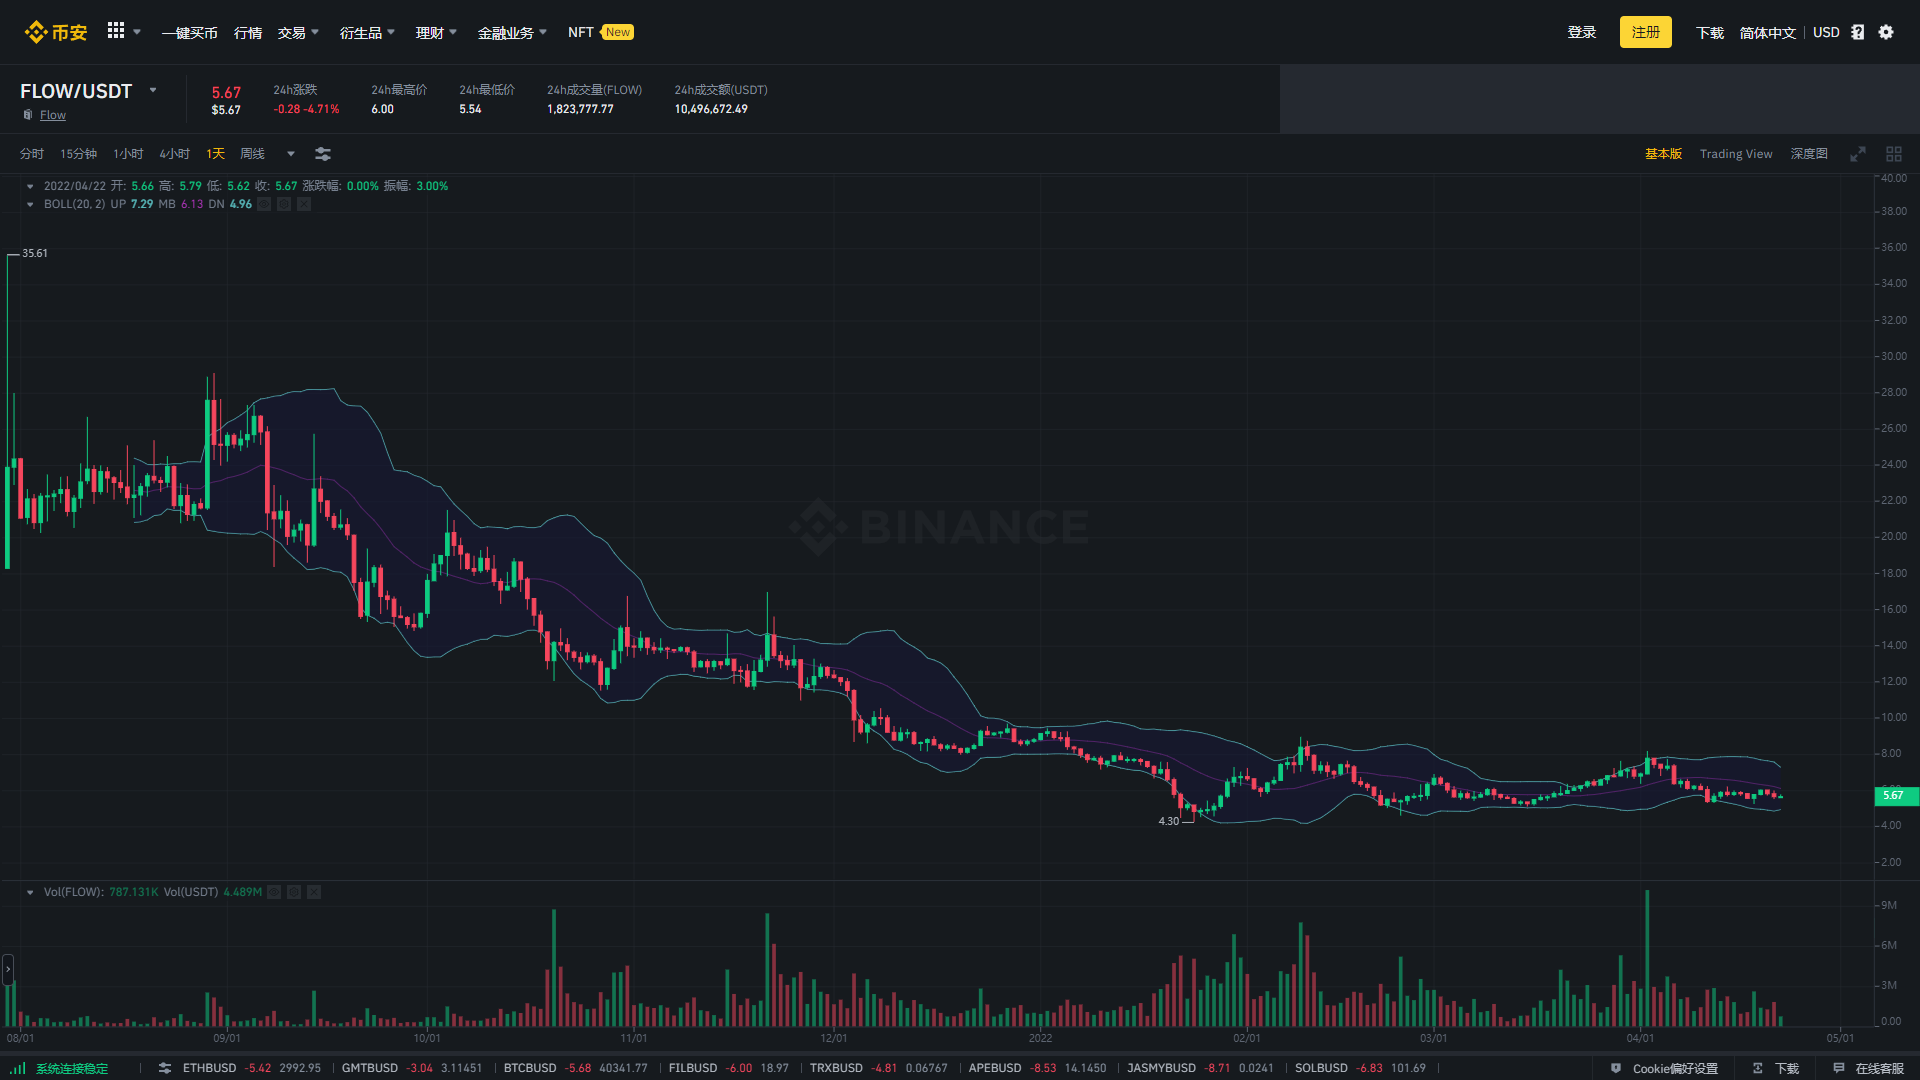 币安 一键买币 行情 交易 衍生品 理财 金融业务 NFT New 登录 注册 下载 简体中文 USD
FLOW/USDT
Flow
5.67
$5.67
24h涨跌
-0.28 -4.71%
24h最高价
6.00
24h最低价
5.54
24h成交量(FLOW)
1,823,777.77
24h成交额(USDT)
10,496,672.49
分时 15分钟 1小时 4小时 1天 周线 基本版 Trading View 深度图
2022/04/22 开: 5.66 高: 5.79 低: 5.62 收: 5.67 涨跌幅: 0.00% 振幅: 3.00%
BOLL(20, 2) UP 7.29 MB 6.13 DN 4.96
35.61
BINANCE
4.30
40.00
38.00
36.00
34.00
32.00
30.00
28.00
26.00
24.00
22.00
20.00
18.00
16.00
14.00
12.00
10.00
8.00
5.67
4.00
2.00
Vol(FLOW): 787.131K Vol(USDT) 4.489M
9M
6M
3M
0.00
08/01 09/01 10/01 11/01 12/01 2022 02/01 03/01 04/01 05/01
系统连接稳定 ETHBUSD -5.42 2992.95 GMTBUSD -3.04 3.11451 BTCBUSD -5.68 40341.77 FILBUSD -6.00 18.97 TRXBUSD -4.81 0.06767 APEBUSD -8.53 14.1450 JASMYBUSD -8.71 0.0241 SOLBUSD -6.83 101.69 Cookie偏好设置 下载 在线客服